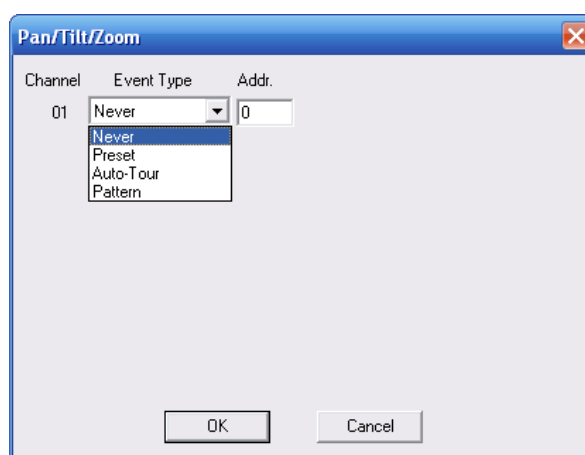 Pan/Tilt/Zoom
Channel Event Type Addr.
01 Never 0
Never
Preset
Auto-Tour
Pattern
OK Cancel